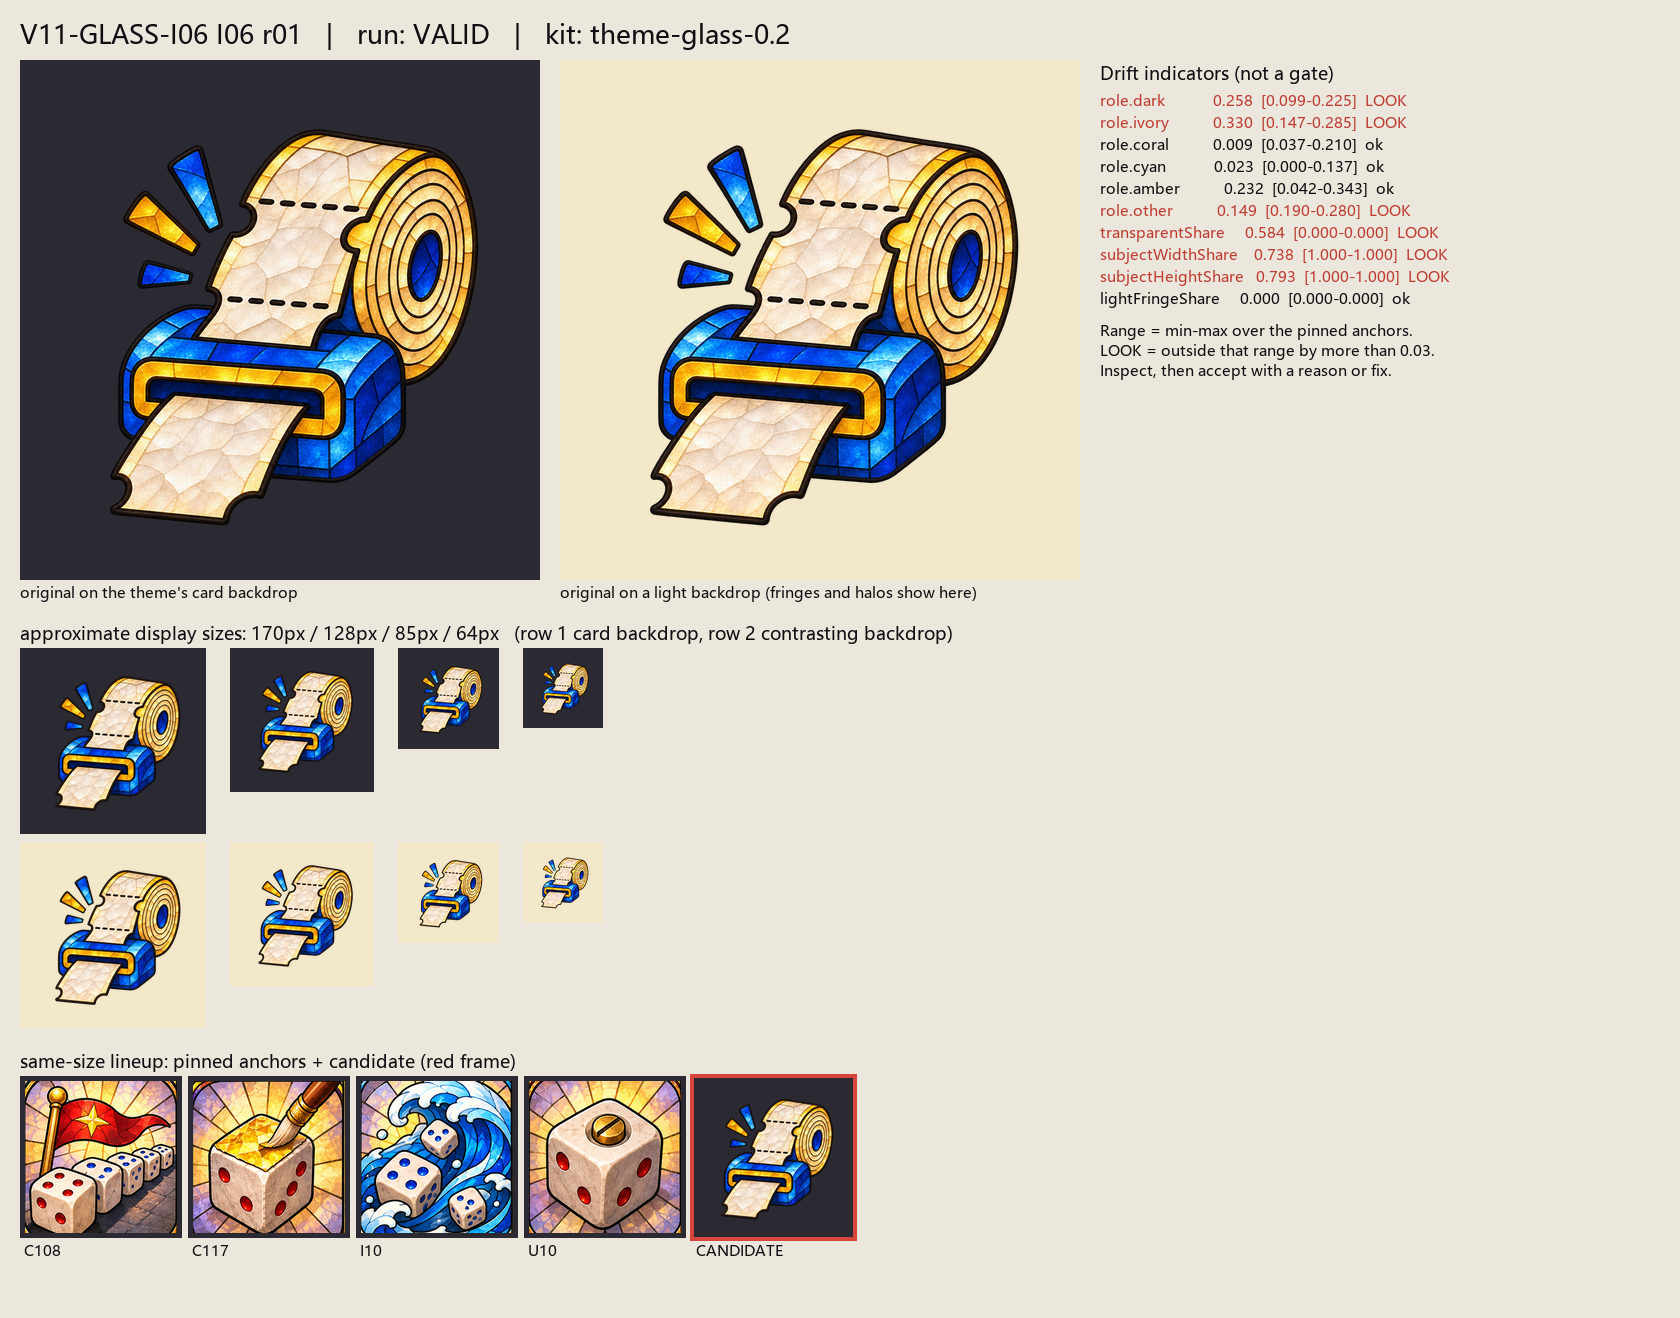 V11-GLASS-I06 I06 r01   |   run: VALID   |   kit: theme-glass-0.2
Drift indicators (not a gate)
role.dark 0.258 [0.099-0.225] LOOK
role.ivory 0.330 [0.147-0.285] LOOK
role.coral 0.009 [0.037-0.210] ok
role.cyan 0.023 [0.000-0.137] ok
role.amber 0.232 [0.042-0.343] ok
role.other 0.149 [0.190-0.280] LOOK
transparentShare 0.584 [0.000-0.000] LOOK
subjectWidthShare 0.738 [1.000-1.000] LOOK
subjectHeightShare 0.793 [1.000-1.000] LOOK
lightFringeShare 0.000 [0.000-0.000] ok
Range = min-max over the pinned anchors.
LOOK = outside that range by more than 0.03.
Inspect, then accept with a reason or fix.
original on the theme's card backdrop
original on a light backdrop (fringes and halos show here)
approximate display sizes: 170px / 128px / 85px / 64px   (row 1 card backdrop, row 2 contrasting backdrop)
same-size lineup: pinned anchors + candidate (red frame)
C108
C117
I10
U10
CANDIDATE